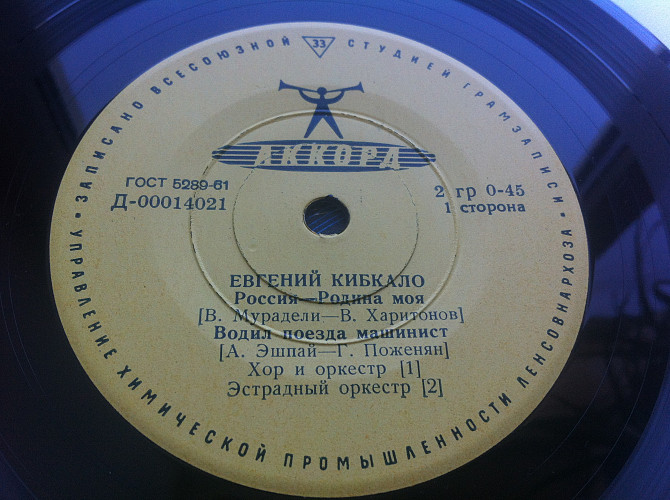 ЗАПИСАНО ВСЕСОЮЗНОЙ 33 СТУДИЕЙ ГРАМЗАПИСИ
АККОРД
ГОСТ 5289-61
Д-00014021
2 гр 0-45
1 сторона
ЕВГЕНИЙ КИБКАЛО
Россия—Родина моя
[В. Мурадели—В. Харитонов]
Водил поезда машинист
[А. Эшпай—Г. Поженян]
Хор и оркестр [1]
Эстрадный оркестр [2]
УПРАВЛЕНИЕ ХИМИЧЕСКОЙ ПРОМЫШЛЕННОСТИ ЛЕНСОВНАРХОЗА